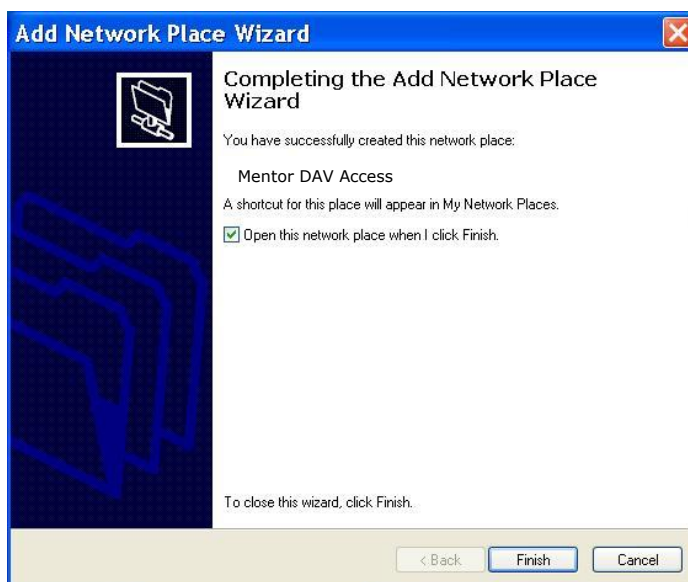 Add Network Place Wizard
Completing the Add Network Place
Wizard
You have successfully created this network place:
Mentor DAV Access
A shortcut for this place will appear in My Network Places.
Open this network place when I click Finish.
To close this wizard, click Finish.
< Back
Finish
Cancel